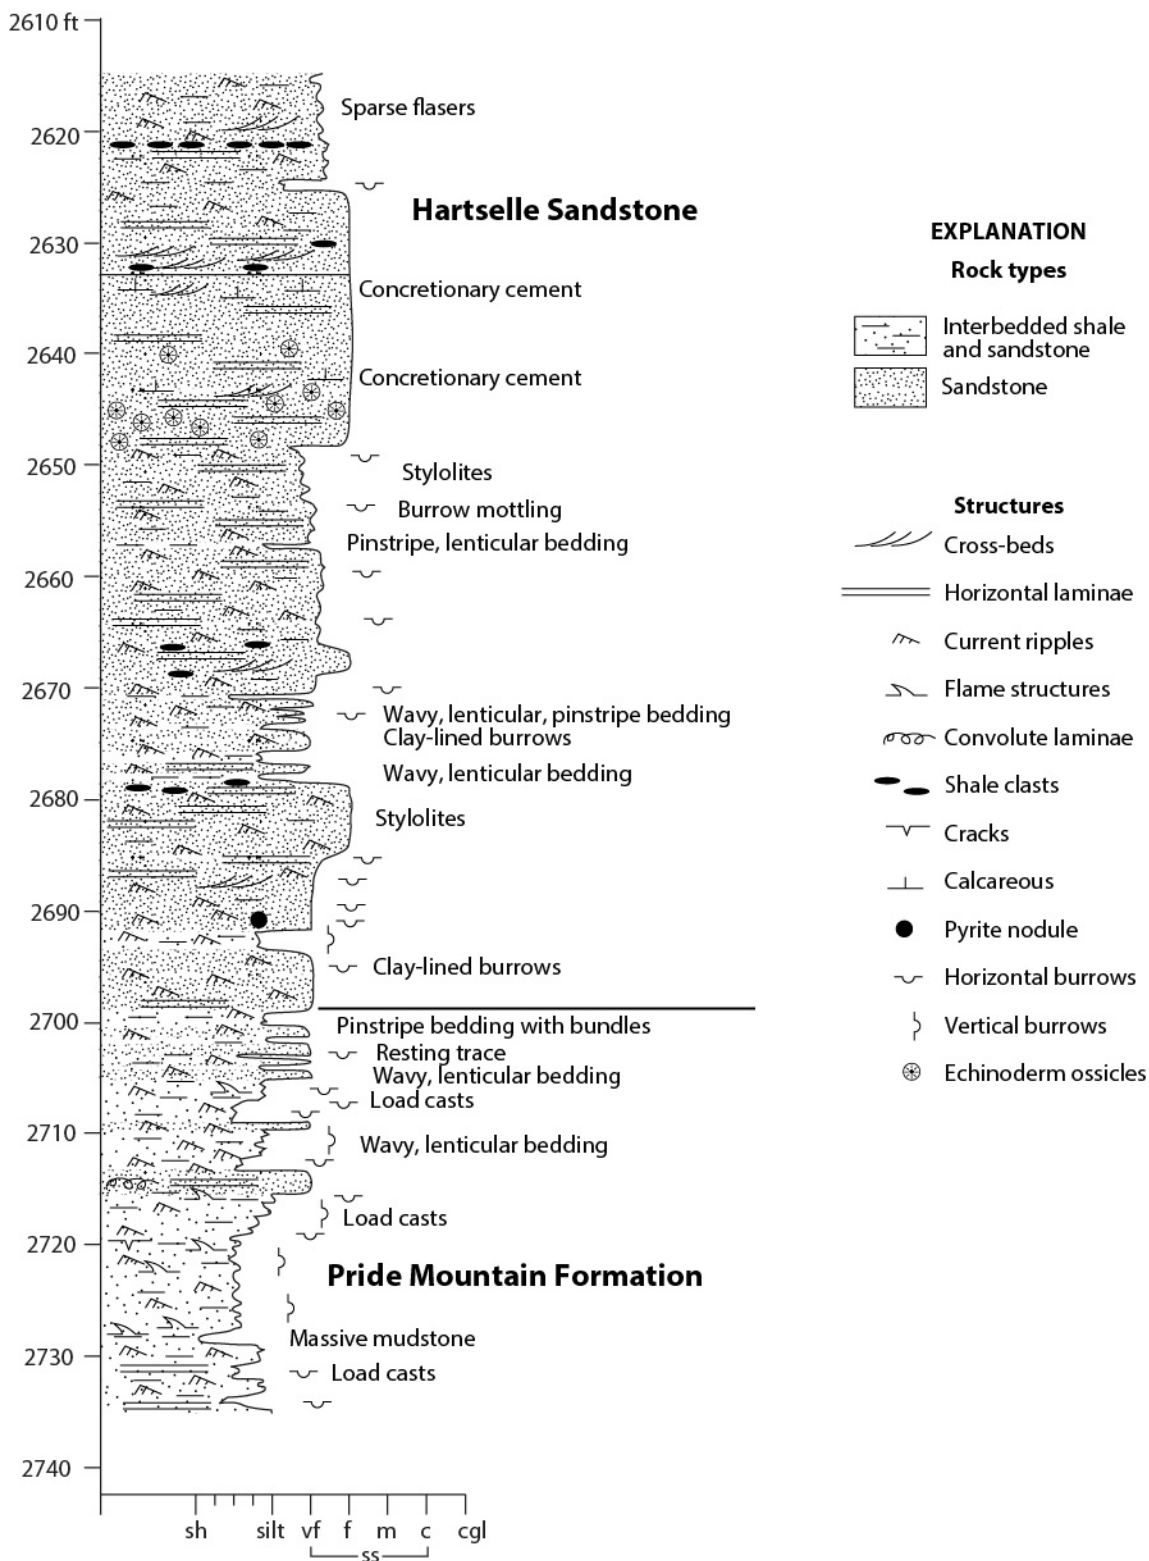 2610 ft
Sparse flasers
2620
Hartselle Sandstone
2630
Concretionary cement
2640
Concretionary cement
2650
Stylolites
Burrow mottling
Pinstripe, lenticular bedding
2660
2670
Wavy, lenticular, pinstripe bedding
Clay-lined burrows
Wavy, lenticular bedding
2680
Stylolites
2690
Clay-lined burrows
2700
Pinstripe bedding with bundles
Resting trace
Wavy, lenticular bedding
Load casts
2710
Wavy, lenticular bedding
Load casts
2720
Pride Mountain Formation
Massive mudstone
2730
Load casts
2740
sh silt vf f m c cgl
ss
EXPLANATION
Rock types
Interbedded shale
and sandstone
Sandstone
Structures
Cross-beds
Horizontal laminae
Current ripples
Flame structures
Convolute laminae
Shale clasts
Cracks
Calcareous
Pyrite nodule
Horizontal burrows
Vertical burrows
Echinoderm ossicles